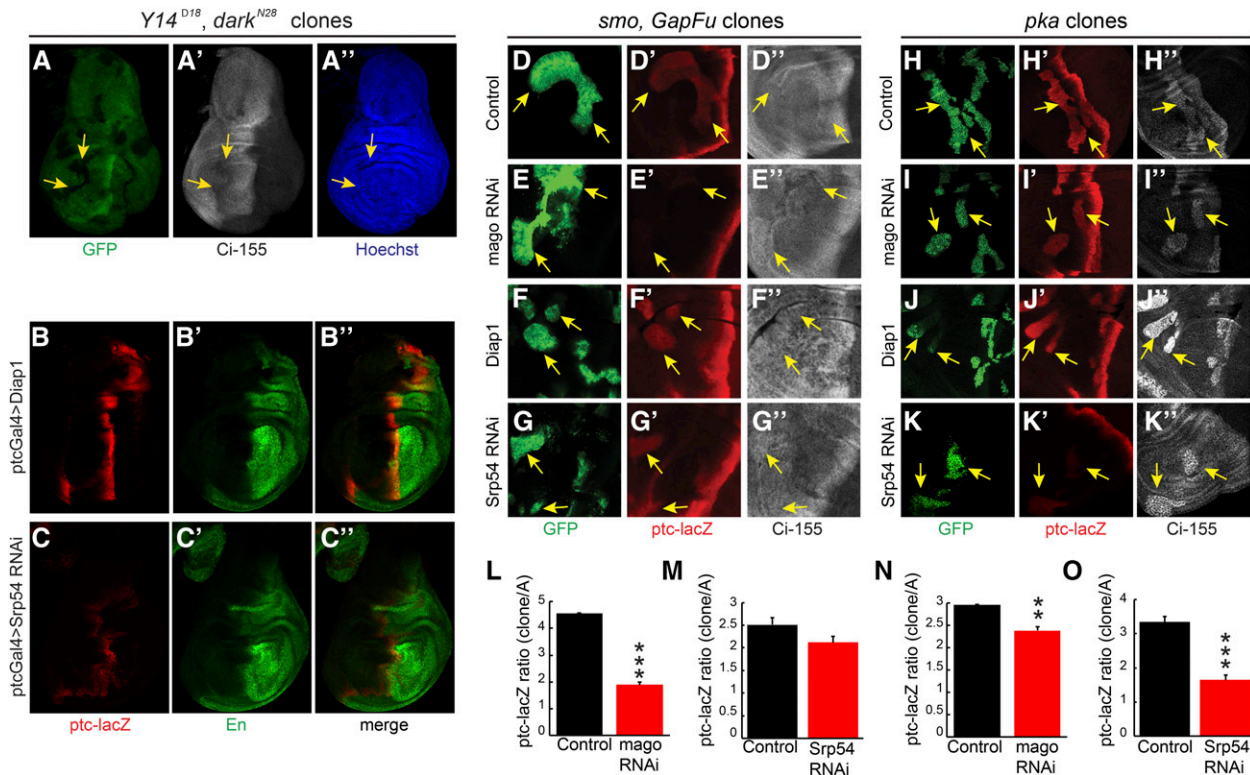 Y14 D18, dark N28 clones
A
A'
A''
GFP
Ci-155
Hoechst
ptcGal4>Diap1
B
B'
B''
ptcGal4>Srp54 RNAi
C
C'
C''
ptc-lacZ
En
merge
smo, GapFu clones
Control
D
D'
D''
mago RNAi
E
E'
E''
Diap1
F
F'
F''
Srp54 RNAi
G
G'
G''
GFP
ptc-lacZ
Ci-155
pka clones
Control
H
H'
H''
mago RNAi
I
I'
I''
Diap1
J
J'
J''
Srp54 RNAi
K
K'
K''
GFP
ptc-lacZ
Ci-155
L
ptc-lacZ ratio (clone/A)
5
4
3
2
1
0
***
Control
mago RNAi
M
ptc-lacZ ratio (clone/A)
3
2.5
2
1.5
1
0.5
0
Control
Srp54 RNAi
N
ptc-lacZ ratio (clone/A)
3
2.5
2
1.5
1
0.5
0
**
Control
mago RNAi
O
ptc-lacZ ratio (clone/A)
4
3
2
1
0
***
Control
Srp54 RNAi